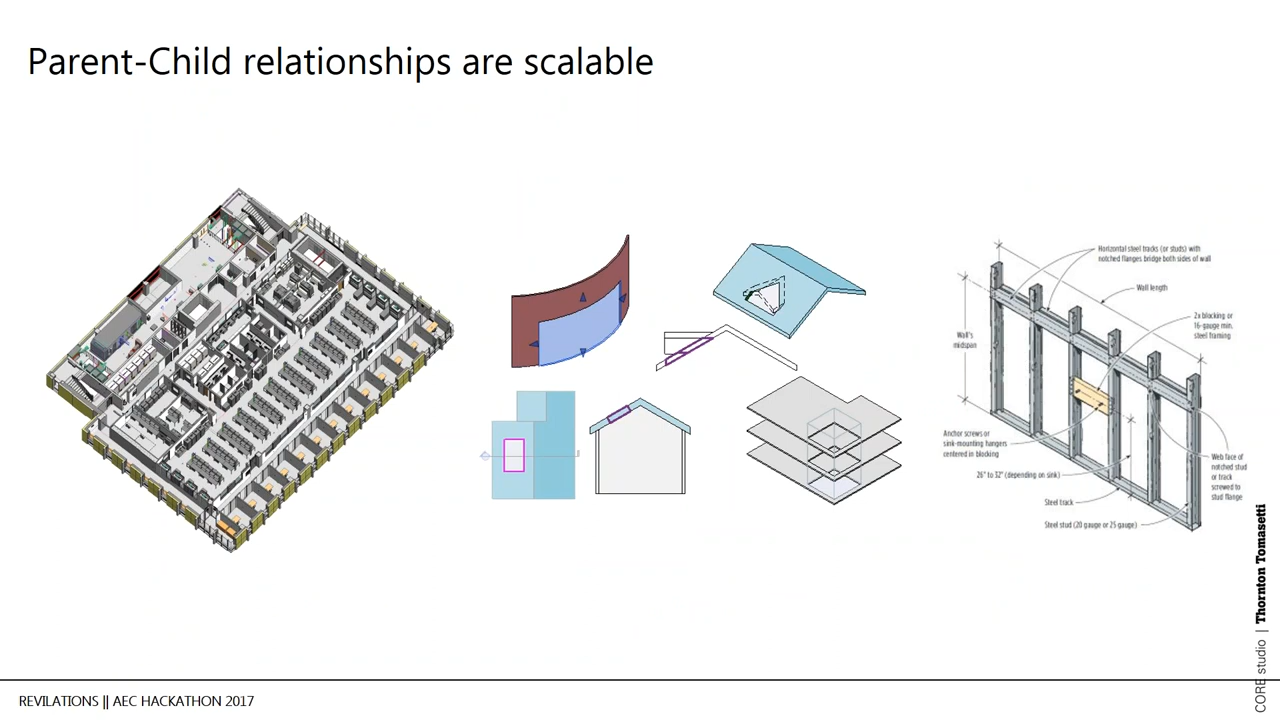 Parent-Child relationships are scalable
Horizontal steel tracks (or studs) with
notched flanges bridge both sides of wall
Wall length
2x blocking or
16-gauge min.
steel framing
Wall's
midspan
Anchor screws or
sink-mounting hangers
centered in blocking
26" to 32" (depending on sink)
Steel track
Steel stud (20 gauge or 25 gauge)
Web face of
notched stud
or track
screwed to
stud flange
CORE studio | Thornton Tomasetti
REVILATIONS || AEC HACKATHON 2017